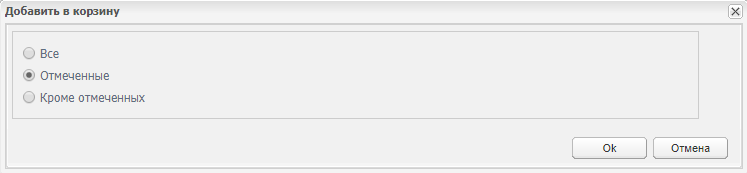 Добавить в корзину
Все
Отмеченные
Кроме отмеченных
Ok Отмена